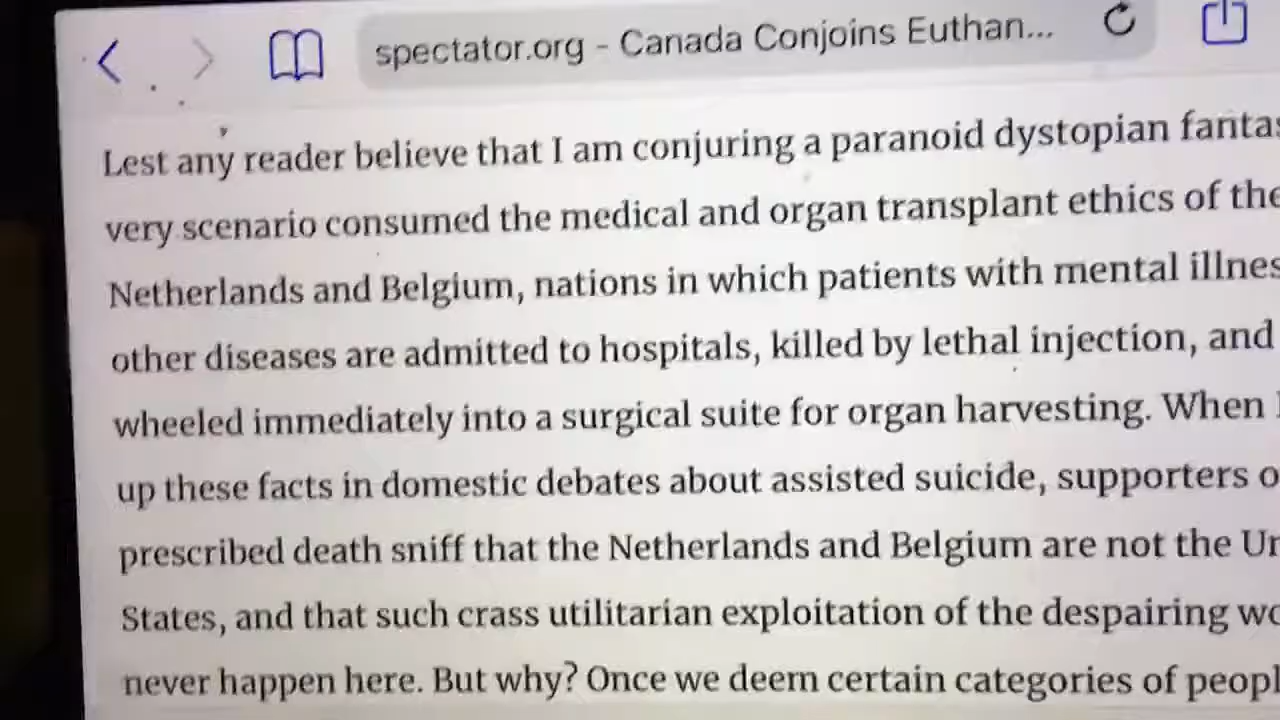 spectator.org - Canada Conjoins Euthan...
Lest any reader believe that I am conjuring a paranoid dystopian
very scenario consumed the medical and organ transplant ethics of the
Netherlands and Belgium, nations in which patients with mental
other diseases are admitted to hospitals, killed by lethal injection, and
wheeled immediately into a surgical suite for organ harvesting. When
up these facts in domestic debates about assisted suicide, supporters
prescribed death sniff that the Netherlands and Belgium are not the
States, and that such crass utilitarian exploitation of the despairing
never happen here. But why? Once we deem certain categories of